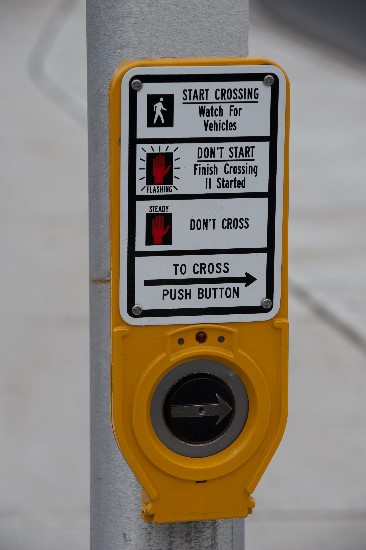 START CROSSING
Watch For
Vehicles
DON'T START
Finish Crossing
If Started
FLASHING
STEADY
DON'T CROSS
TO CROSS
PUSH BUTTON